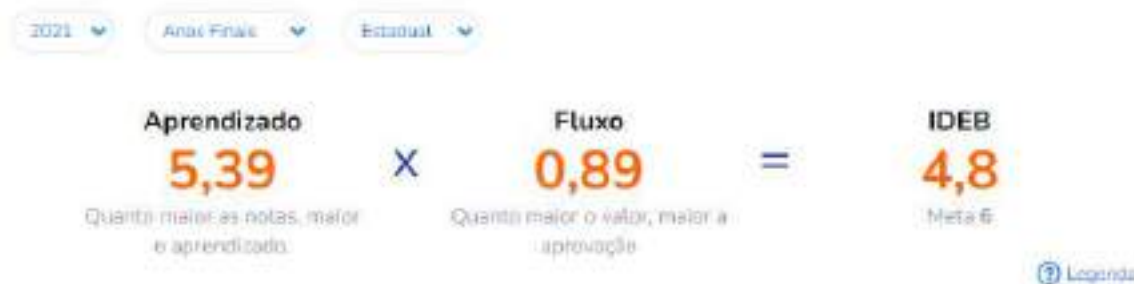 2021 Anos Finais Estadual
Aprendizado Fluxo IDEB
5,39 X 0,89 = 4,8
Quanto maior as notas, maior Quanto maior o valor, maior a Meta 6
o aprendizado. aprovação
Legenda